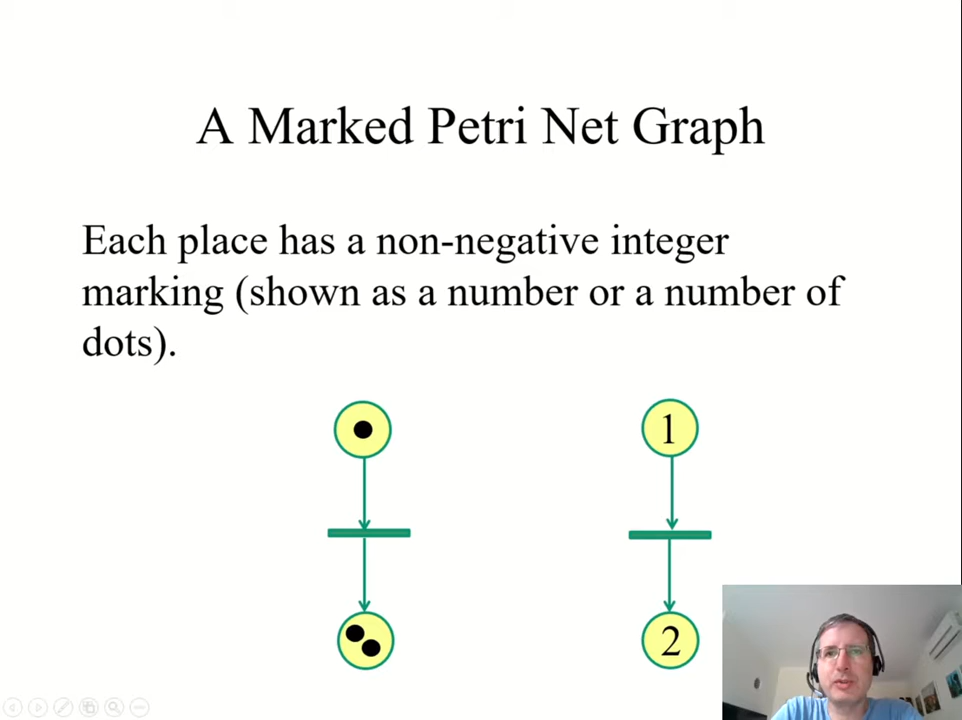 A Marked Petri Net Graph
Each place has a non-negative integer
marking (shown as a number or a number of
dots).
1
2